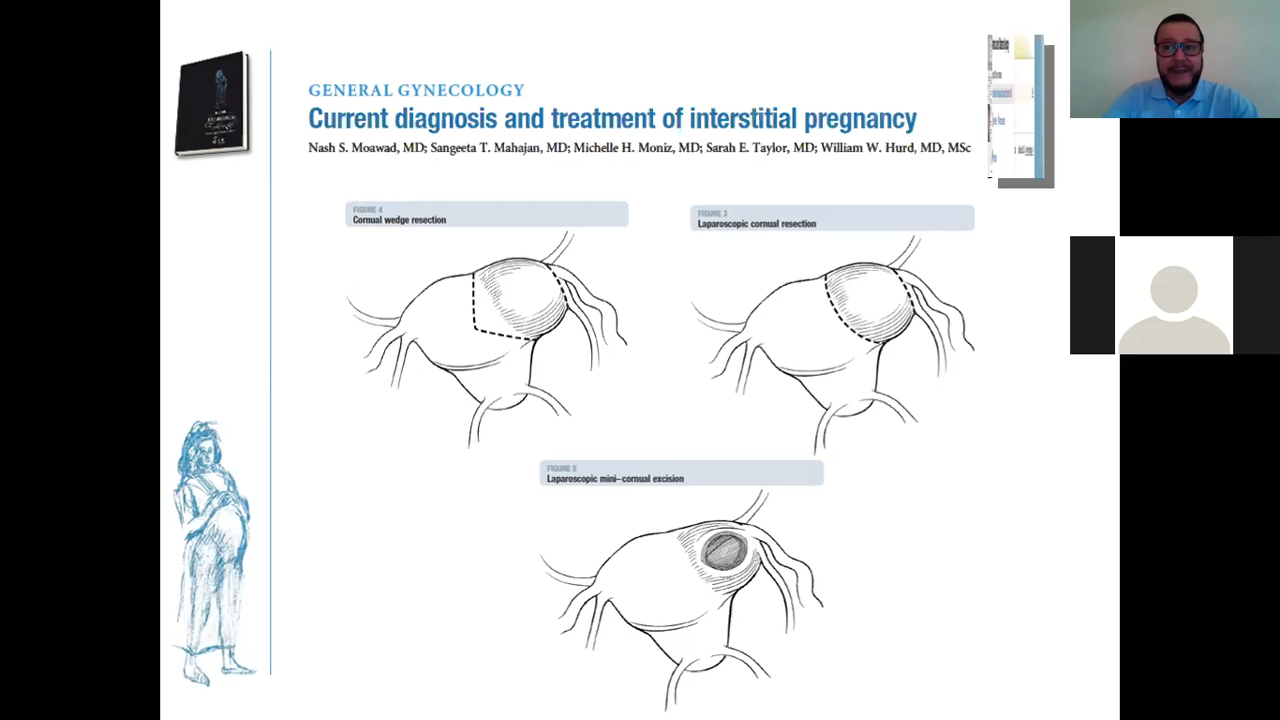 GENERAL GYNECOLOGY
Current diagnosis and treatment of interstitial pregnancy
Nash S. Moawad, MD; Sangeeta T. Mahajan, MD; Michelle H. Moniz, MD; Sarah E. Taylor, MD; William W. Hurd, MD, MSc
FIGURE 4
Cornual wedge resection
FIGURE 3
Laparoscopic cornual resection
FIGURE 5
Laparoscopic mini–cornual excision